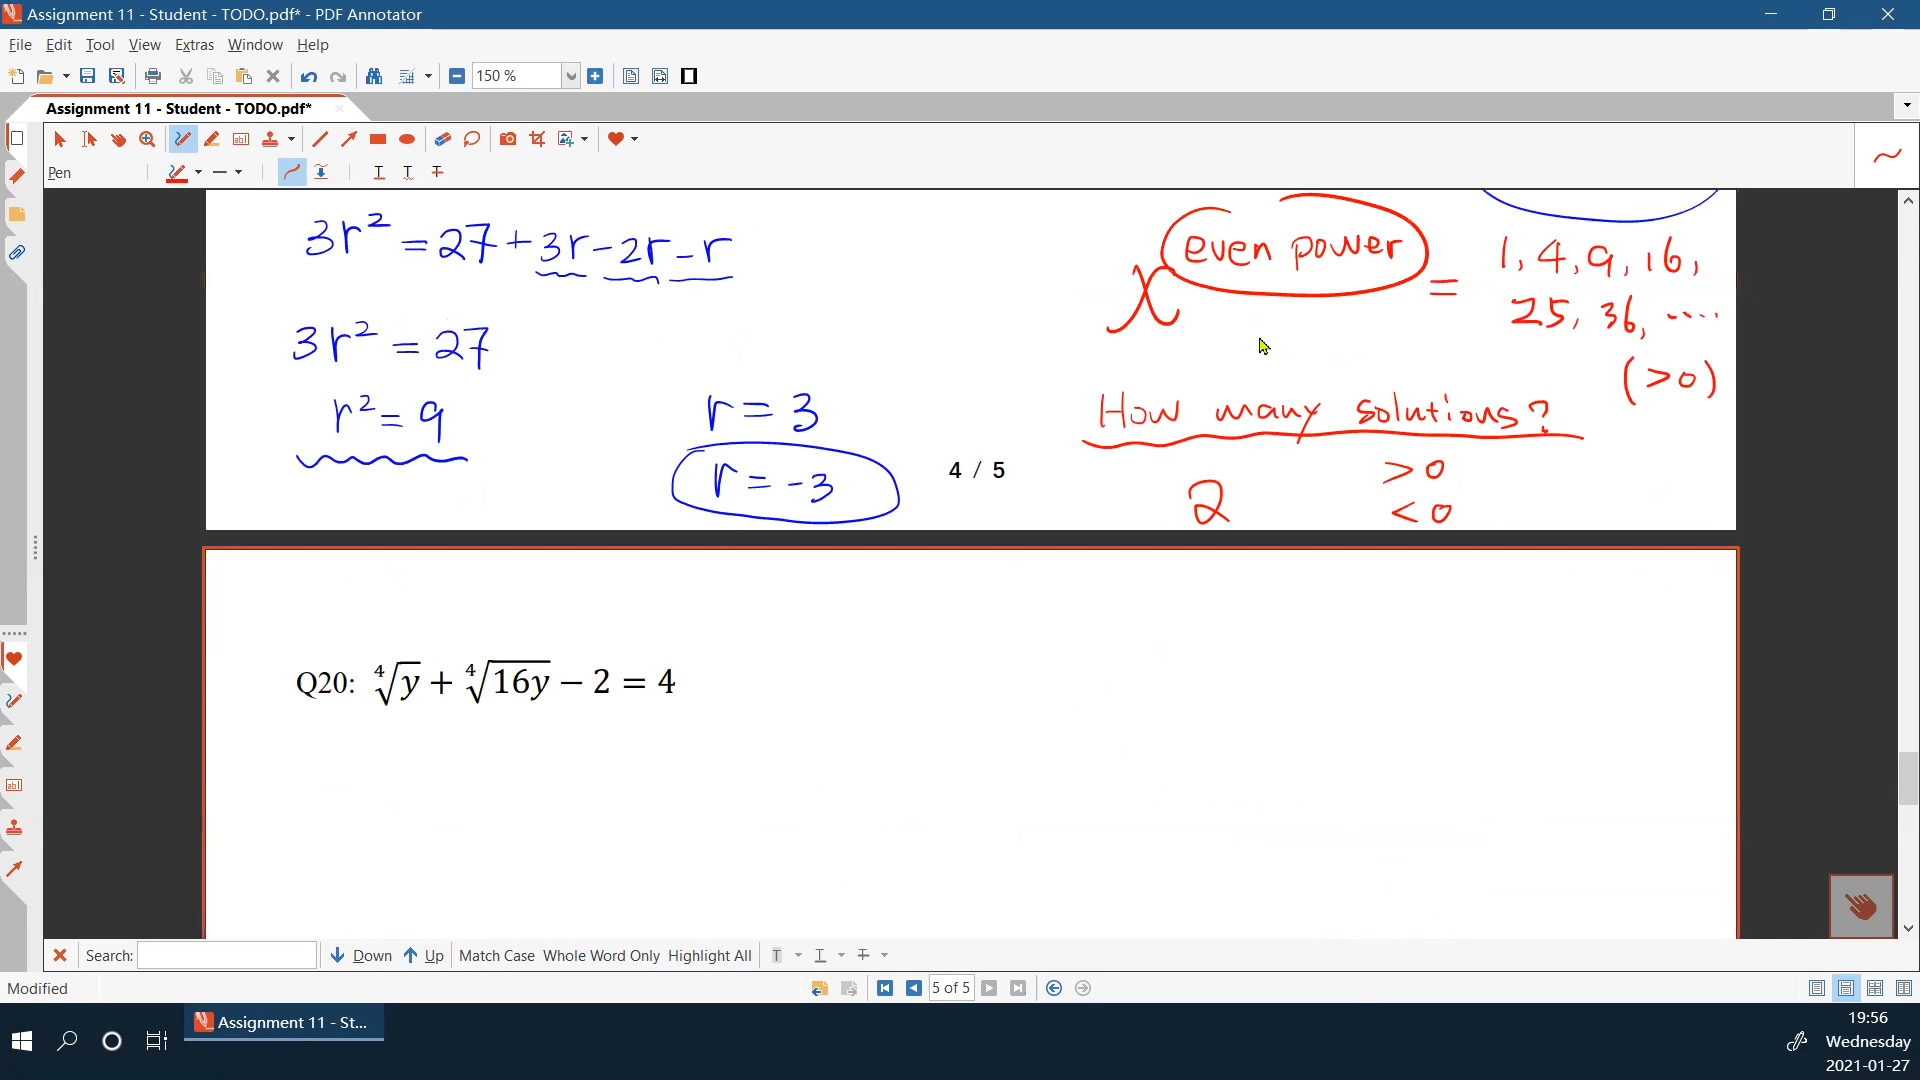 Assignment 11 - Student - TODO.pdf* - PDF Annotator
File Edit Tool View Extras Window Help
150 %
Assignment 11 - Student - TODO.pdf*
Pen
3r² = 27 + 3r - 2r - r
3r² = 27
r² = 9
r = 3
r = -3
4 / 5
x^even power = 1, 4, 9, 16,
25, 36, ....
(>0)
How many solutions?
2
> 0
< 0
Q20: ∜y + ∜16y − 2 = 4
Search: Down Up Match Case Whole Word Only Highlight All
Modified
5 of 5
Assignment 11 - St...
19:56
Wednesday
2021-01-27